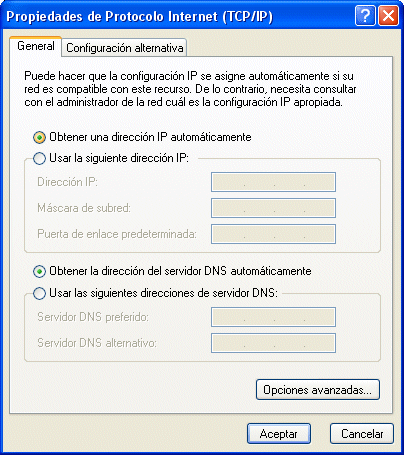 Propiedades de Protocolo Internet (TCP/IP)
General
Configuración alternativa
Puede hacer que la configuración IP se asigne automáticamente si su
red es compatible con este recurso. De lo contrario, necesita consultar
con el administrador de la red cuál es la configuración IP apropiada.
Obtener una dirección IP automáticamente
Usar la siguiente dirección IP:
Dirección IP:
Máscara de subred:
Puerta de enlace predeterminada:
Obtener la dirección del servidor DNS automáticamente
Usar las siguientes direcciones de servidor DNS:
Servidor DNS preferido:
Servidor DNS alternativo:
Opciones avanzadas...
Aceptar
Cancelar